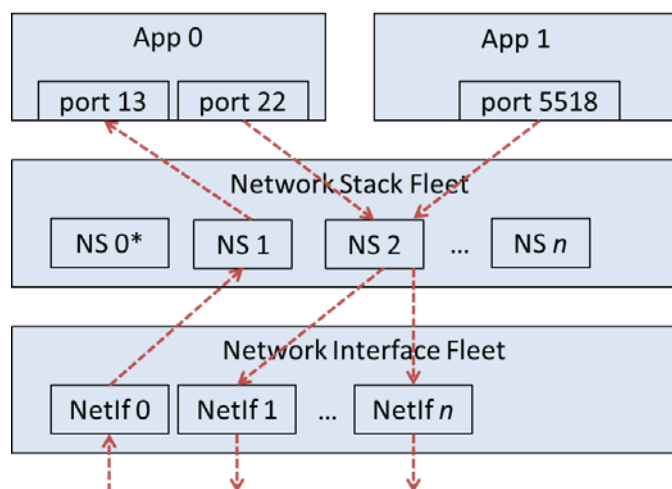 App 0
App 1
port 13
port 22
port 5518
Network Stack Fleet
NS 0*
NS 1
NS 2
...
NS n
Network Interface Fleet
NetIf 0
NetIf 1
...
NetIf n